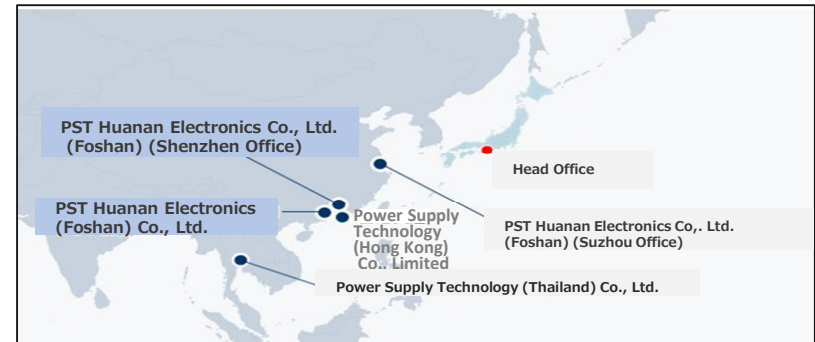 PST Huanan Electronics Co., Ltd.
(Foshan) (Shenzhen Office)
Head Office
PST Huanan Electronics
(Foshan) Co., Ltd.
Power Supply
Technology
(Hong Kong)
Co., Limited
PST Huanan Electronics Co,. Ltd.
(Foshan) (Suzhou Office)
Power Supply Technology (Thailand) Co., Ltd.